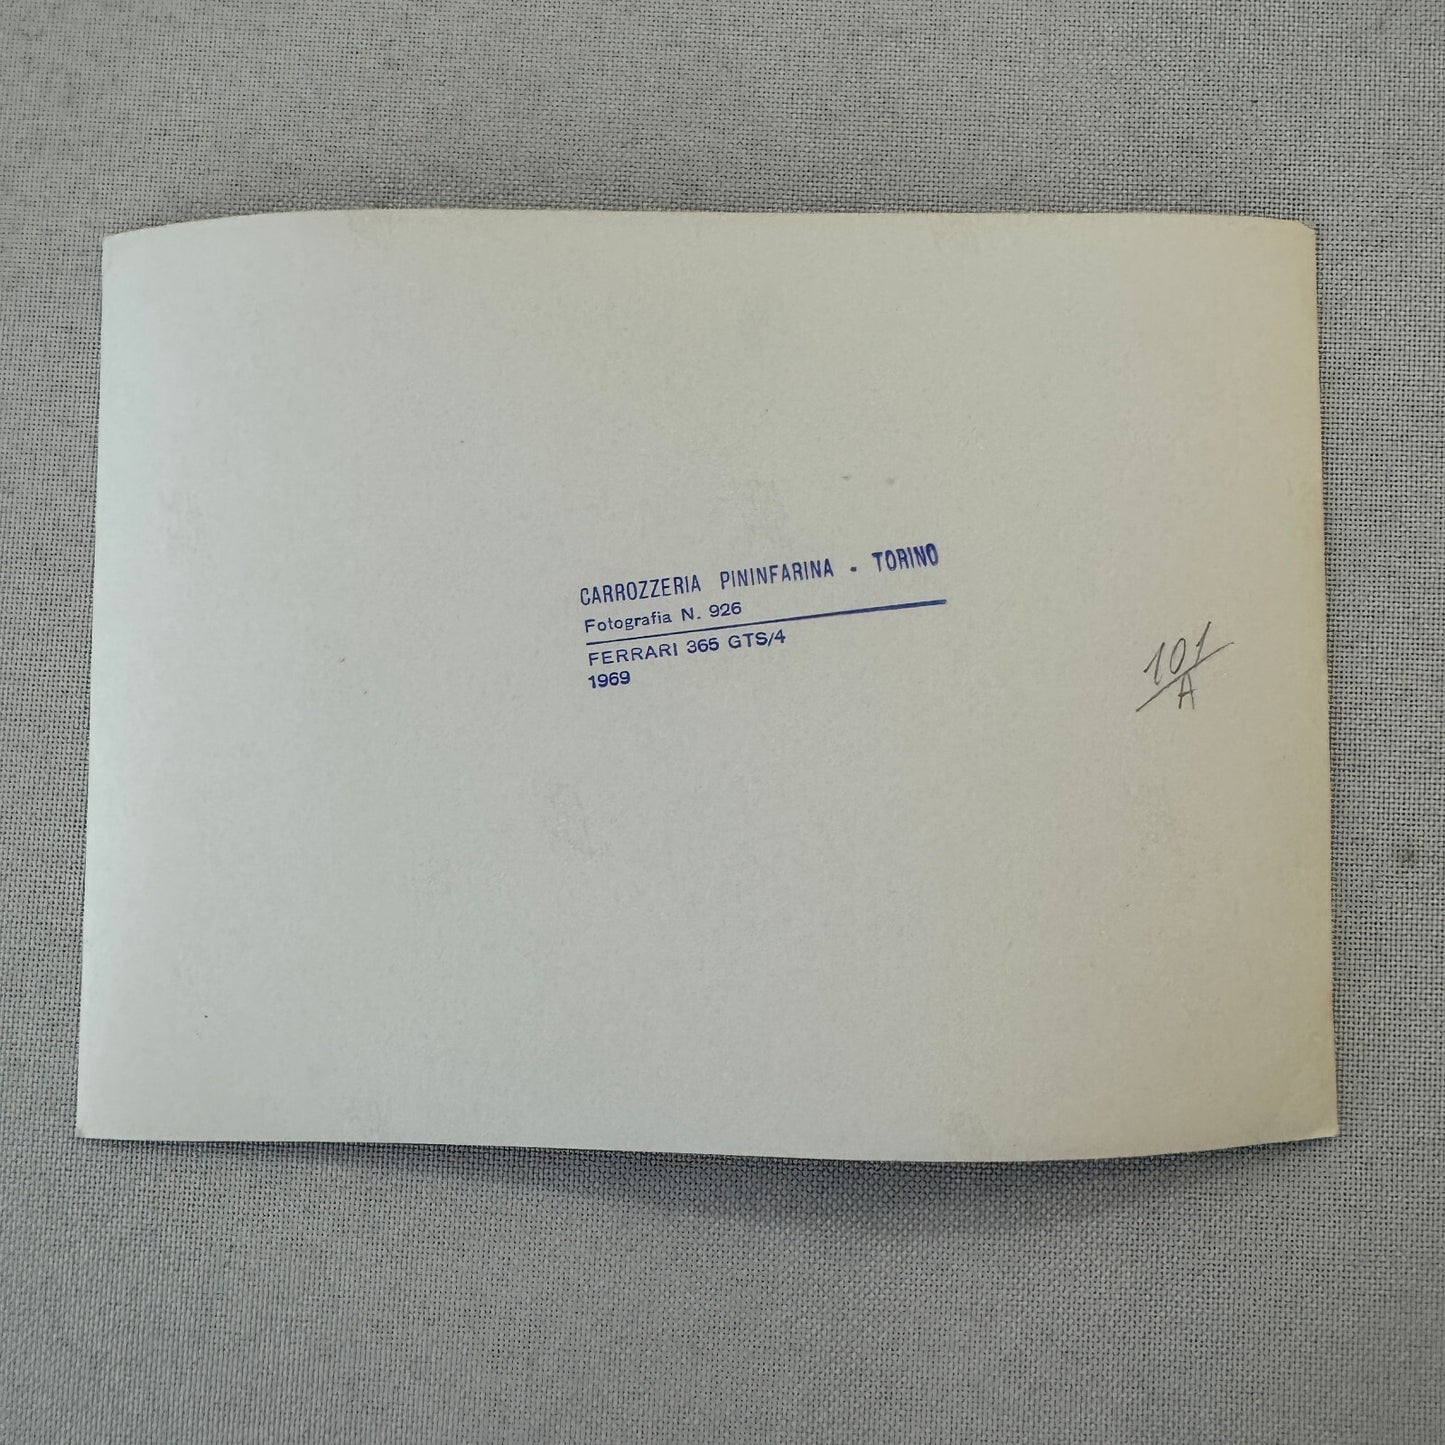 CARROZZERIA PININFARINA - TORINO
Fotografia N. 926
FERRARI 365 GTS/4
1969
101/A